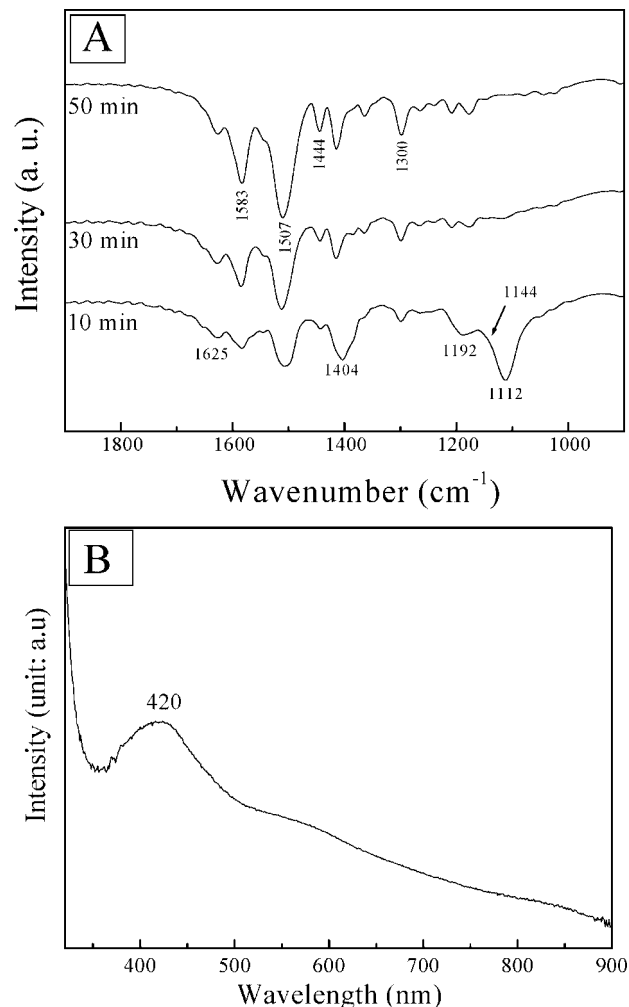 A
50 min
1583
1507
1444
1300
30 min
10 min
1625
1404
1192
1144
1112
Intensity (a. u.)
1800 1600 1400 1200 1000
Wavenumber (cm⁻¹)
B
420
Intensity (unit: a.u)
400 500 600 700 800 900
Wavelength (nm)